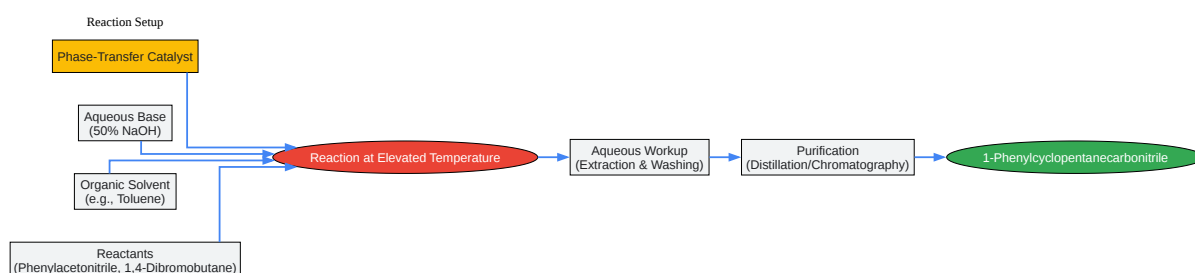 Reaction Setup
Phase-Transfer Catalyst
Aqueous Base
(50% NaOH)
Organic Solvent
(e.g., Toluene)
Reactants
(Phenylacetonitrile, 1,4-Dibromobutane)
Reaction at Elevated Temperature
Aqueous Workup
(Extraction & Washing)
Purification
(Distillation/Chromatography)
1-Phenylcyclopentanecarbonitrile